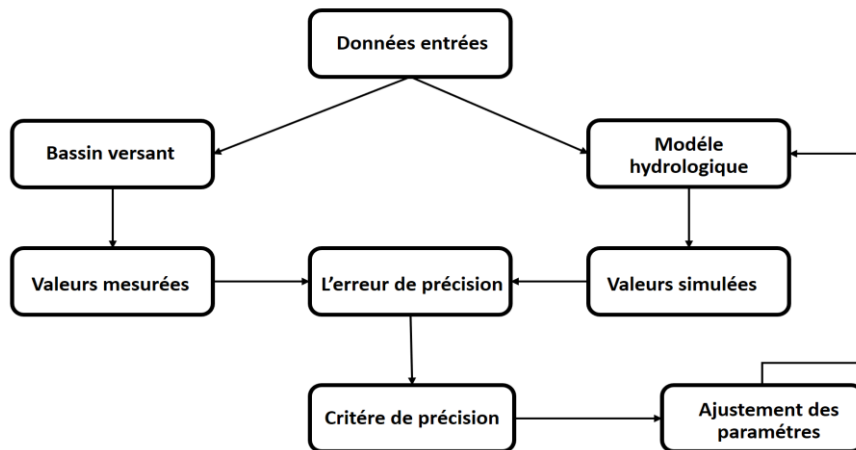 Données entrées
Bassin versant
Modéle
hydrologique
Valeurs mesurées
L'erreur de précision
Valeurs simulées
Critére de précision
Ajustement des
paramétres